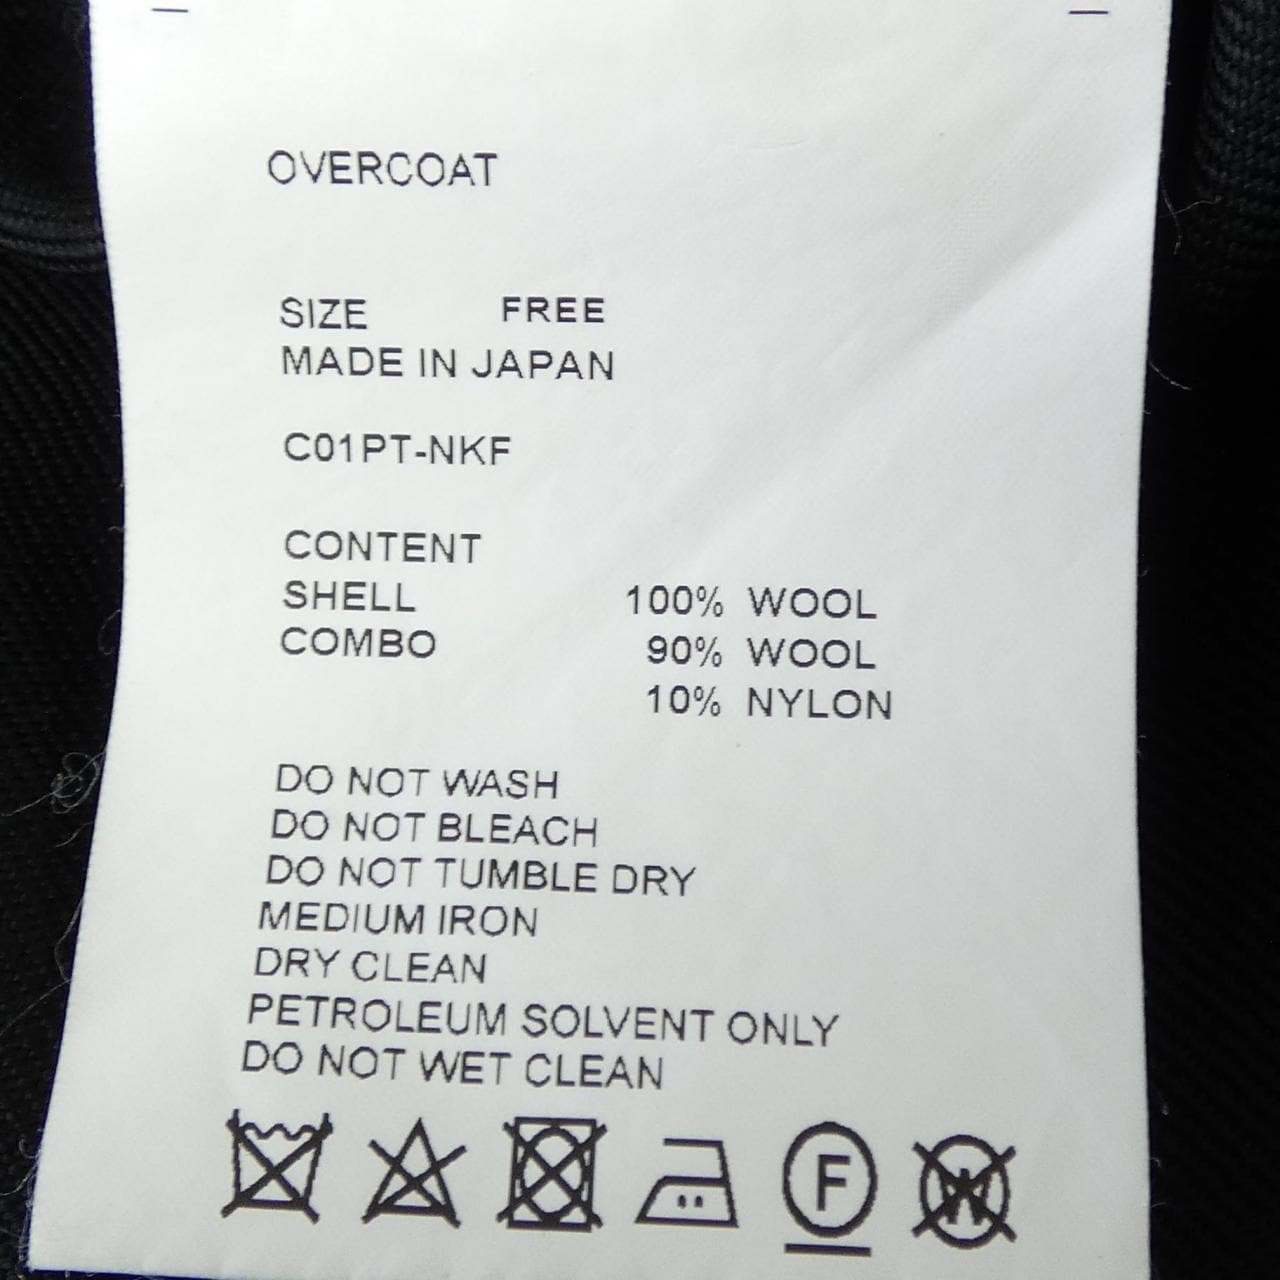 OVERCOAT
SIZE FREE
MADE IN JAPAN
C01PT-NKF
CONTENT
SHELL 100% WOOL
COMBO 90% WOOL
10% NYLON
DO NOT WASH
DO NOT BLEACH
DO NOT TUMBLE DRY
MEDIUM IRON
DRY CLEAN
PETROLEUM SOLVENT ONLY
DO NOT WET CLEAN
F W